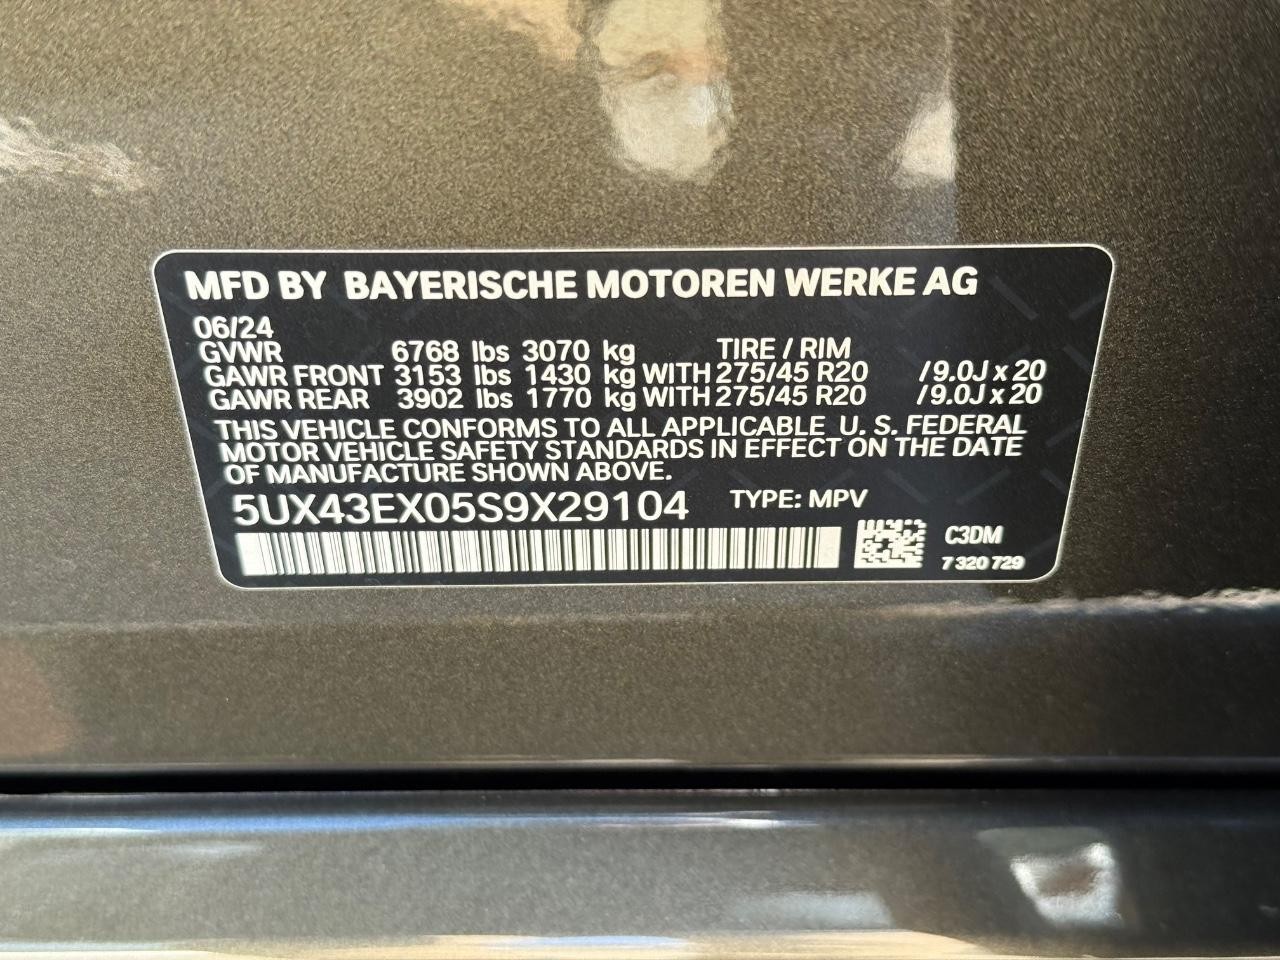 MFD BY BAYERISCHE MOTOREN WERKE AG
06/24
GVWR 6768 lbs 3070 kg TIRE / RIM
GAWR FRONT 3153 lbs 1430 kg WITH 275/45 R20 /9.0J x 20
GAWR REAR 3902 lbs 1770 kg WITH 275/45 R20 /9.0J x 20
THIS VEHICLE CONFORMS TO ALL APPLICABLE U. S. FEDERAL
MOTOR VEHICLE SAFETY STANDARDS IN EFFECT ON THE DATE
OF MANUFACTURE SHOWN ABOVE.
5UX43EX05S9X29104 TYPE: MPV
C3DM
7 320 729